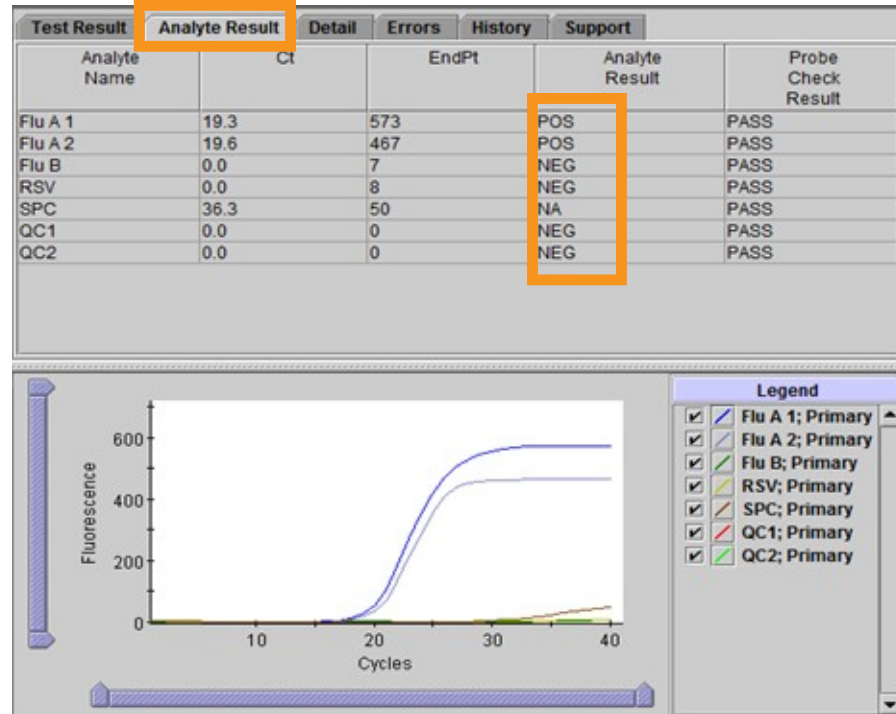 Test Result Analyte Result Detail Errors History Support
Analyte Name Ct EndPt Analyte Result Probe Check Result
Flu A 1 19.3 573 POS PASS
Flu A 2 19.6 467 POS PASS
Flu B 0.0 7 NEG PASS
RSV 0.0 8 NEG PASS
SPC 36.3 50 NA PASS
QC1 0.0 0 NEG PASS
QC2 0.0 0 NEG PASS
Fluorescence
600
400
200
0
10 20 30 40
Cycles
Legend
Flu A 1; Primary
Flu A 2; Primary
Flu B; Primary
RSV; Primary
SPC; Primary
QC1; Primary
QC2; Primary